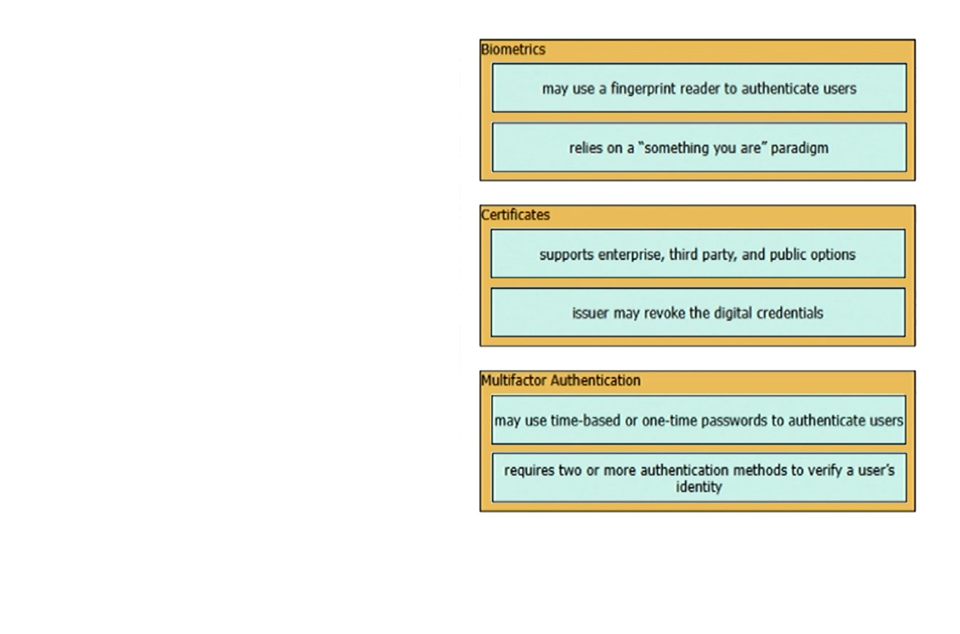 Biometrics
may use a fingerprint reader to authenticate users
relies on a “something you are” paradigm
Certificates
supports enterprise, third party, and public options
issuer may revoke the digital credentials
Multifactor Authentication
may use time-based or one-time passwords to authenticate users
requires two or more authentication methods to verify a user’s
identity